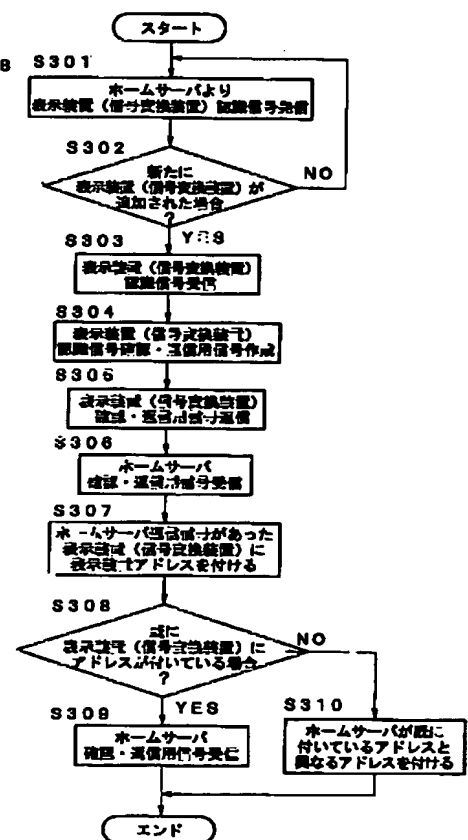 スタート
8
S301
ホームサーバより
表示装置(信号変換装置)認識信号発信
S302
新たに
表示装置(信号変換装置)が
追加された場合
?
NO
YES
S303
表示装置(信号変換装置)
認識信号受信
S304
表示装置(信号変換装置)
認識信号確認・返信用信号作成
S305
表示装置(信号変換装置)
確認・返信用信号返信
S306
ホームサーバ
確認・返信用信号受信
S307
ホームサーバ返信信号があった
表示装置(信号変換装置)に
表示装置アドレスを付ける
S308
既に
表示装置(信号変換装置)に
アドレスが付いている場合
?
NO
YES
S309
ホームサーバ
確認・返信用信号受信
S310
ホームサーバが既に
付いているアドレスと
異なるアドレスを付ける
エンド